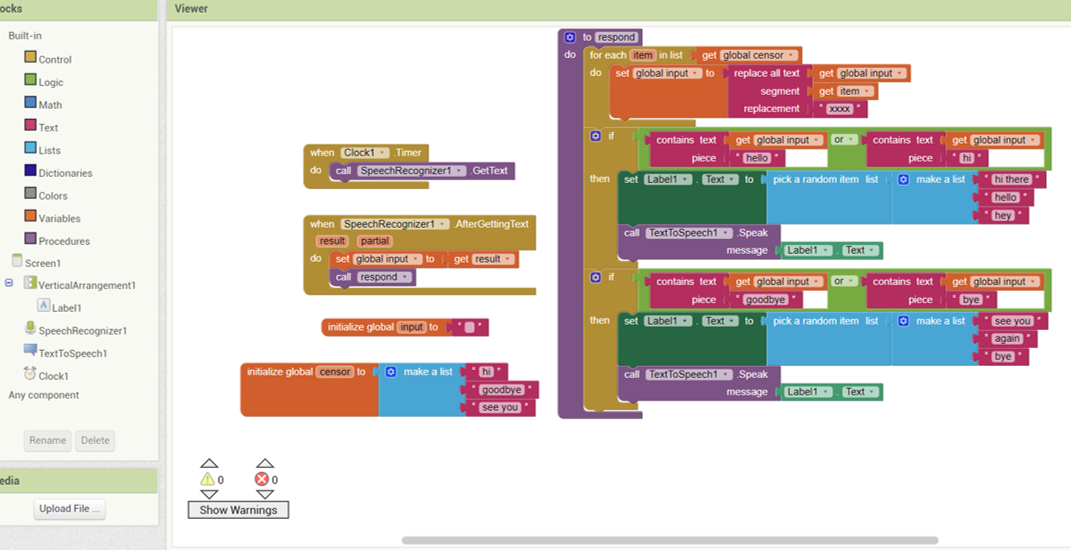 ocks
Viewer
Built-in
Control
Logic
Math
Text
Lists
Dictionaries
Colors
Variables
Procedures
Screen1
VerticalArrangement1
A Label1
SpeechRecognizer1
TextToSpeech1
Clock1
Any component
Rename Delete
edia
Upload File ...
when Clock1 .Timer
do call SpeechRecognizer1 .GetText
when SpeechRecognizer1 .AfterGettingText
result partial
do set global input to get result
call respond
initialize global input to " "
initialize global censor to make a list " hi "
" goodbye "
" see you "
0 0
Show Warnings
to respond
do for each item in list get global censor
do set global input to replace all text get global input
segment get item
replacement " xxxx "
if contains text get global input or contains text get global input
piece " hello " piece " hi "
then set Label1 . Text to pick a random item list make a list " hi there "
" hello "
" hey "
call TextToSpeech1 .Speak
message Label1 . Text
if contains text get global input or contains text get global input
piece " goodbye " piece " bye "
then set Label1 . Text to pick a random item list make a list " see you "
" again "
" bye "
call TextToSpeech1 .Speak
message Label1 . Text